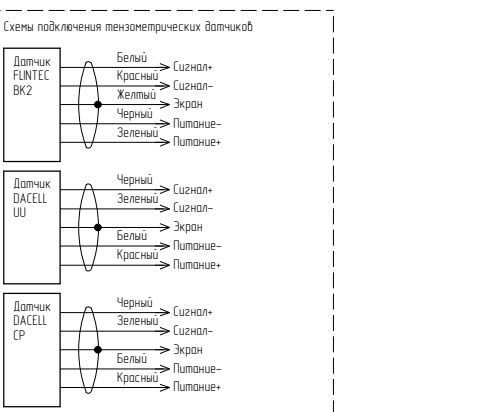 Схемы подключения тензометрических датчиков
Датчик
FLINTEC
BK2
Белый
Сигнал+
Красный
Сигнал-
Желтый
Экран
Черный
Питание-
Зеленый
Питание+
Датчик
DACELL
UU
Черный
Сигнал+
Зеленый
Сигнал-
Экран
Белый
Питание-
Красный
Питание+
Датчик
DACELL
CP
Черный
Сигнал+
Зеленый
Сигнал-
Экран
Белый
Питание-
Красный
Питание+